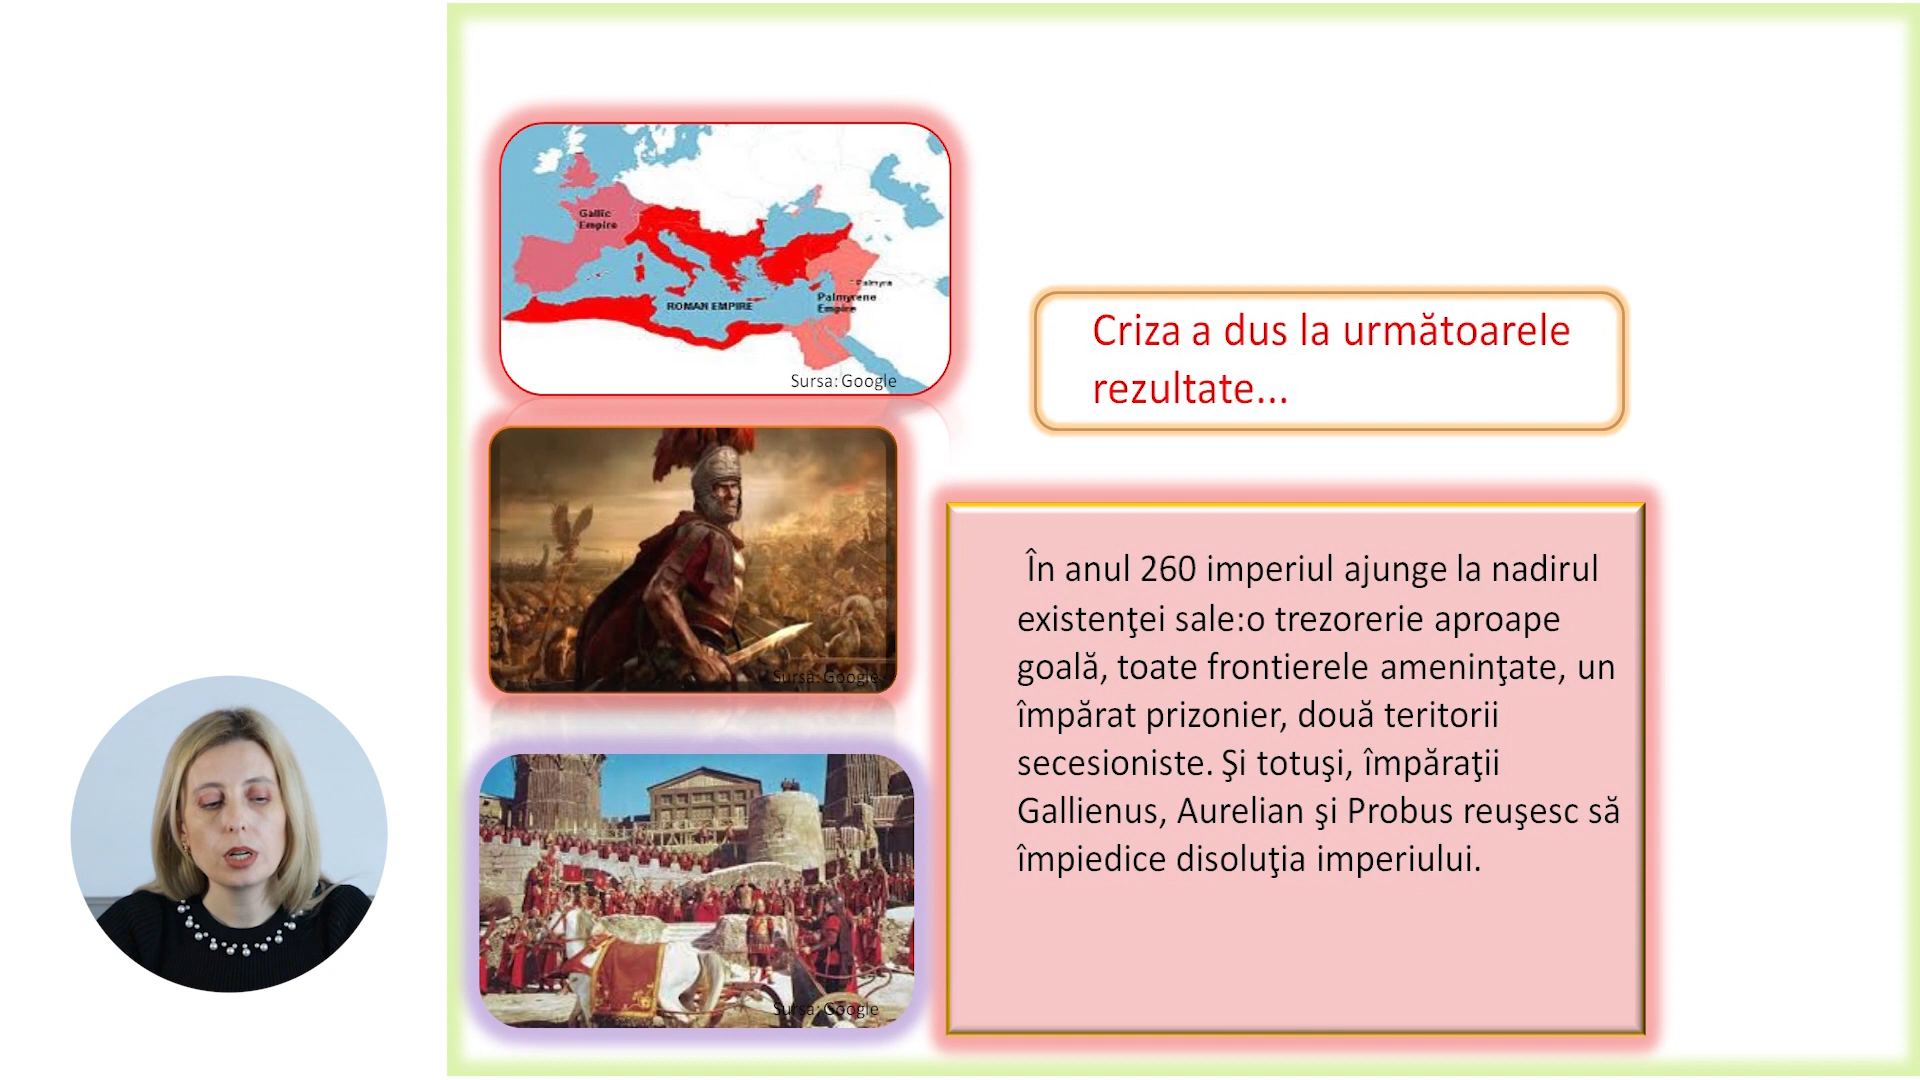 Gallic
Empire
ROMAN EMPIRE
Palmyra
Palmyrene
Empire
Sursa: Google
Sursa: Google
Sursa: Google
Criza a dus la următoarele
rezultate...
În anul 260 imperiul ajunge la nadirul
existenţei sale:o trezorerie aproape
goală, toate frontierele ameninţate, un
împărat prizonier, două teritorii
secesioniste. Şi totuşi, împăraţii
Gallienus, Aurelian şi Probus reuşesc să
împiedice disoluţia imperiului.